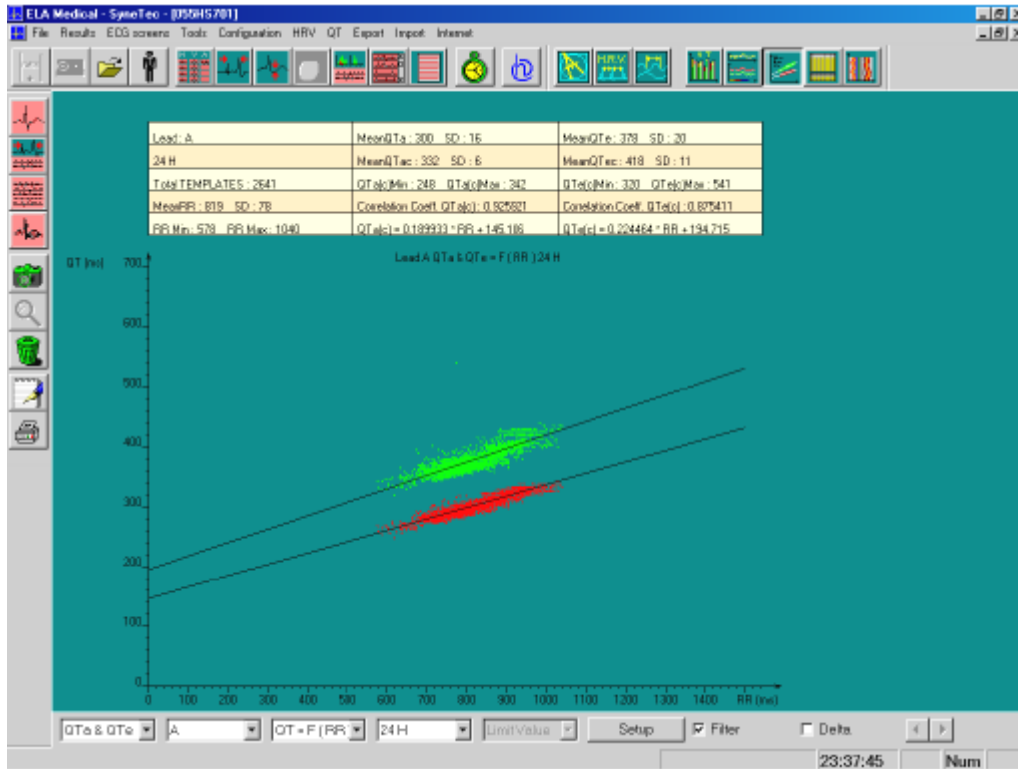 ELA Medical - SyneTec - [055HS701]
File Results ECG screens Tools Configuration HRV QT Export Import Internet
Lead: A MeanQTa : 300 SD : 16 MeanQTe : 378 SD : 20
24 H MeanQTac : 332 SD : 6 MeanQTec : 418 SD : 11
Total TEMPLATES : 2641 QTa(c)Min : 248 QTa(c)Max : 342 QTe(c)Min : 320 QTe(c)Max : 541
MeanRR : 819 SD : 78 Correlation Coeff. QTa(c) : 0.925921 Correlation Coeff. QTe(c) : 0.875411
RR Min : 578 RR Max : 1040 QTa(c) = 0.189933 * RR + 145.186 QTe(c) = 0.224464 * RR + 194.715
QT (ms) 700 Lead A QTa & QTe = F ( RR ) 24 H
600
500
400
300
200
100
0
0 100 200 300 400 500 600 700 800 900 1000 1100 1200 1300 1400 RR (ms)
QTa & QTe A QT = F (RR 24 H Limit Value Setup Filter Delta
23:37:45 Num